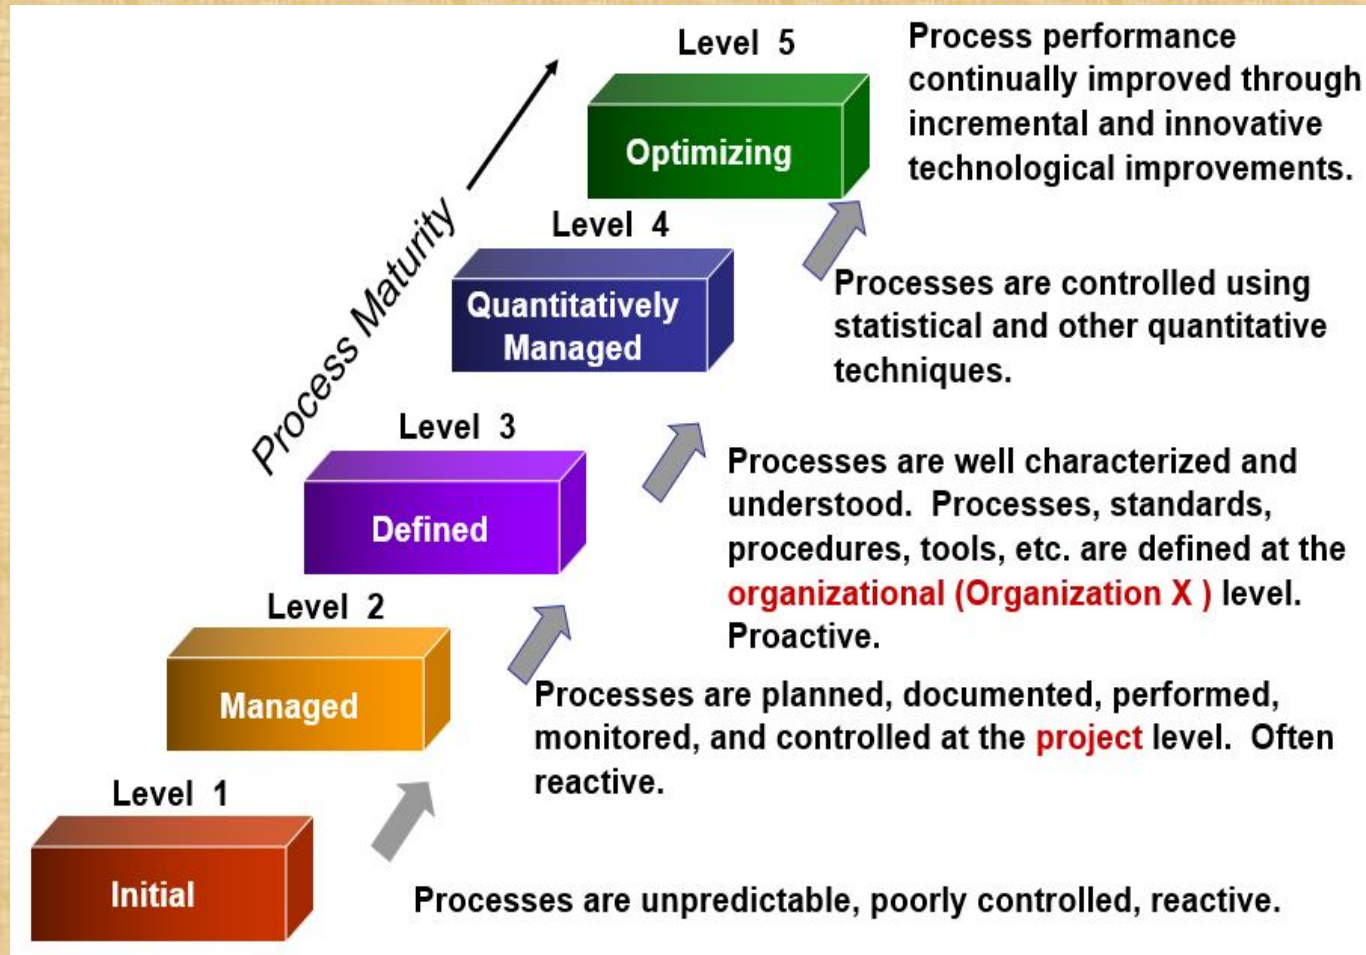 Level 5
Optimizing
Process performance
continually improved through
incremental and innovative
technological improvements.
Process Maturity
Level 4
Quantitatively
Managed
Processes are controlled using
statistical and other quantitative
techniques.
Level 3
Defined
Processes are well characterized and
understood. Processes, standards,
procedures, tools, etc. are defined at the
organizational (Organization X ) level.
Proactive.
Level 2
Managed
Processes are planned, documented, performed,
monitored, and controlled at the project level. Often
reactive.
Level 1
Initial
Processes are unpredictable, poorly controlled, reactive.